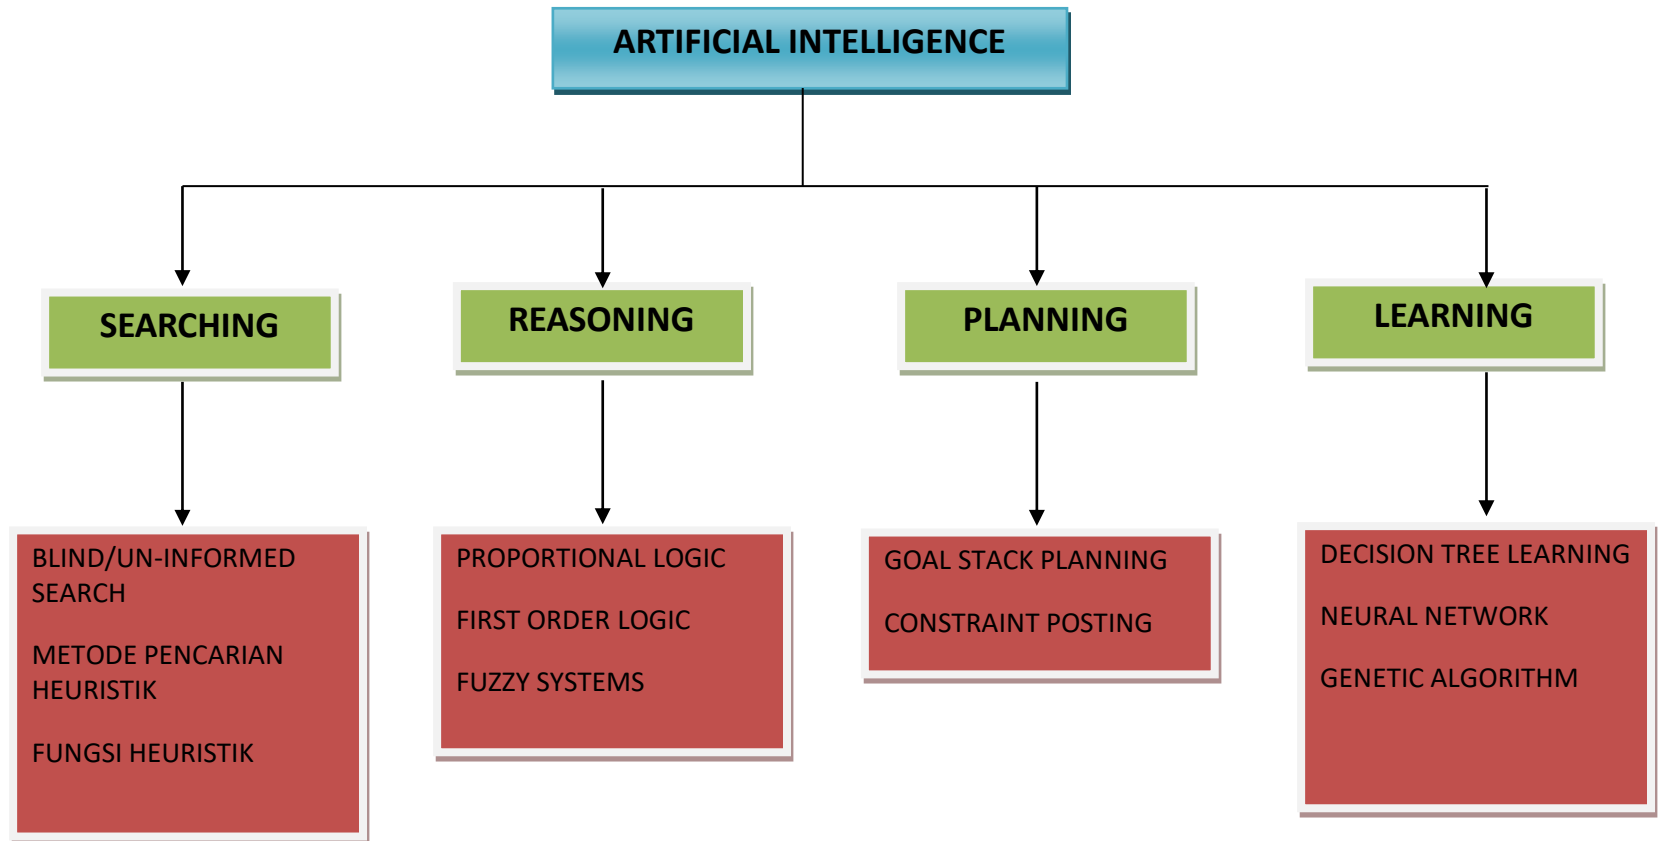 ARTIFICIAL INTELLIGENCE
SEARCHING
REASONING
PLANNING
LEARNING
BLIND/UN-INFORMED
SEARCH
METODE PENCARIAN
HEURISTIK
FUNGSI HEURISTIK
PROPORTIONAL LOGIC
FIRST ORDER LOGIC
FUZZY SYSTEMS
GOAL STACK PLANNING
CONSTRAINT POSTING
DECISION TREE LEARNING
NEURAL NETWORK
GENETIC ALGORITHM